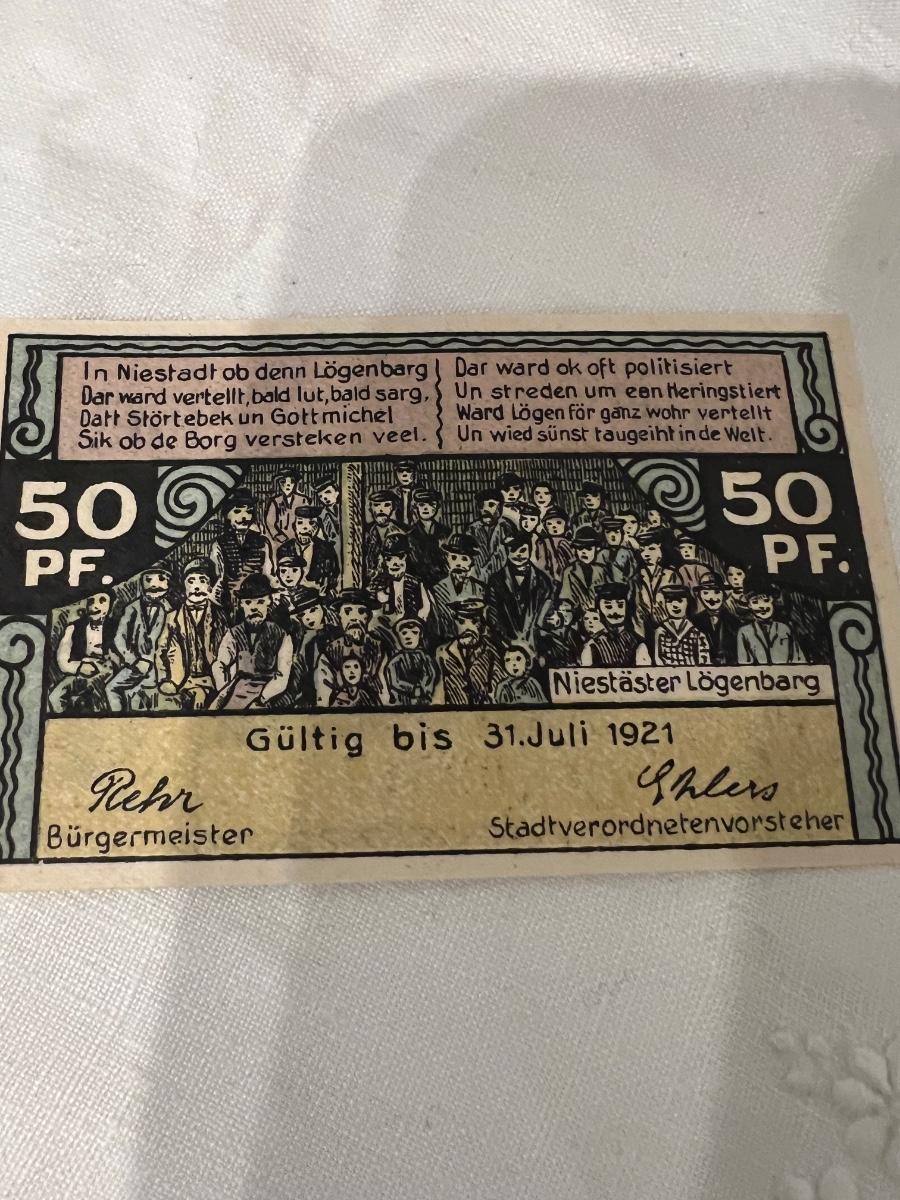 In Niestadt ob denn Lögenbarg
Dar ward vertellt, bald lut, bald sarg,
Datt Störtebek un Gottmichel
Sik ob de Borg versteken veel.
Dar ward ok oft politisiert
Un streden um een Heringstiert
Ward Lögen för ganz wohr vertellt
Un wied sünst taugeiht in de Welt.
50
PF.
50
PF.
Niestäster Lögenbarg
Gültig bis 31. Juli 1921
Rehr
Bürgermeister
Ehlers
Stadtverordnetenvorsteher